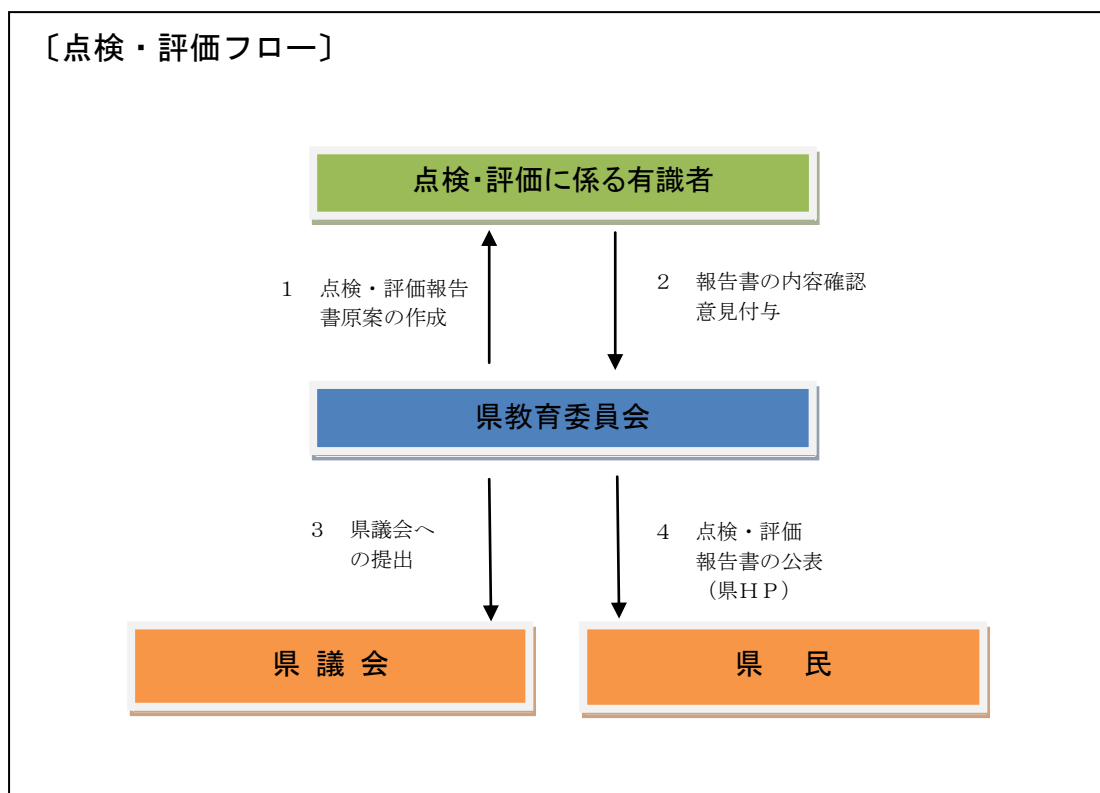 〔点検・評価フロー〕
点検・評価に係る有識者
1　点検・評価報告
書原案の作成
2　報告書の内容確認
意見付与
県教育委員会
3　県議会へ
の提出
4　点検・評価
報告書の公表
（県ＨＰ）
県 議 会
県　　民